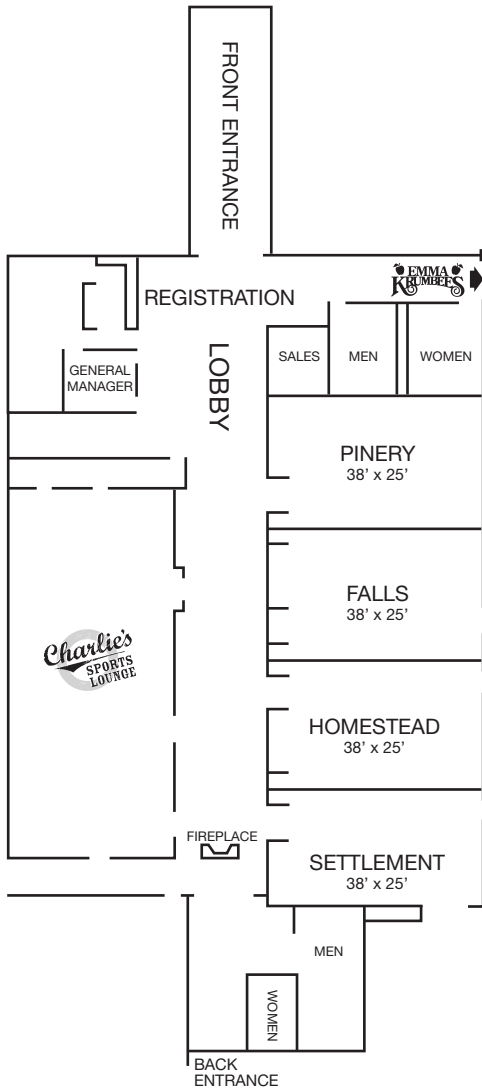 FRONT ENTRANCE
EMMA
KRUMBEE'S
REGISTRATION
LOBBY
SALES
MEN
WOMEN
GENERAL
MANAGER
PINERY
38' x 25'
FALLS
38' x 25'
Charlie's
SPORTS
LOUNGE
HOMESTEAD
38' x 25'
FIREPLACE
SETTLEMENT
38' x 25'
MEN
WOMEN
BACK
ENTRANCE